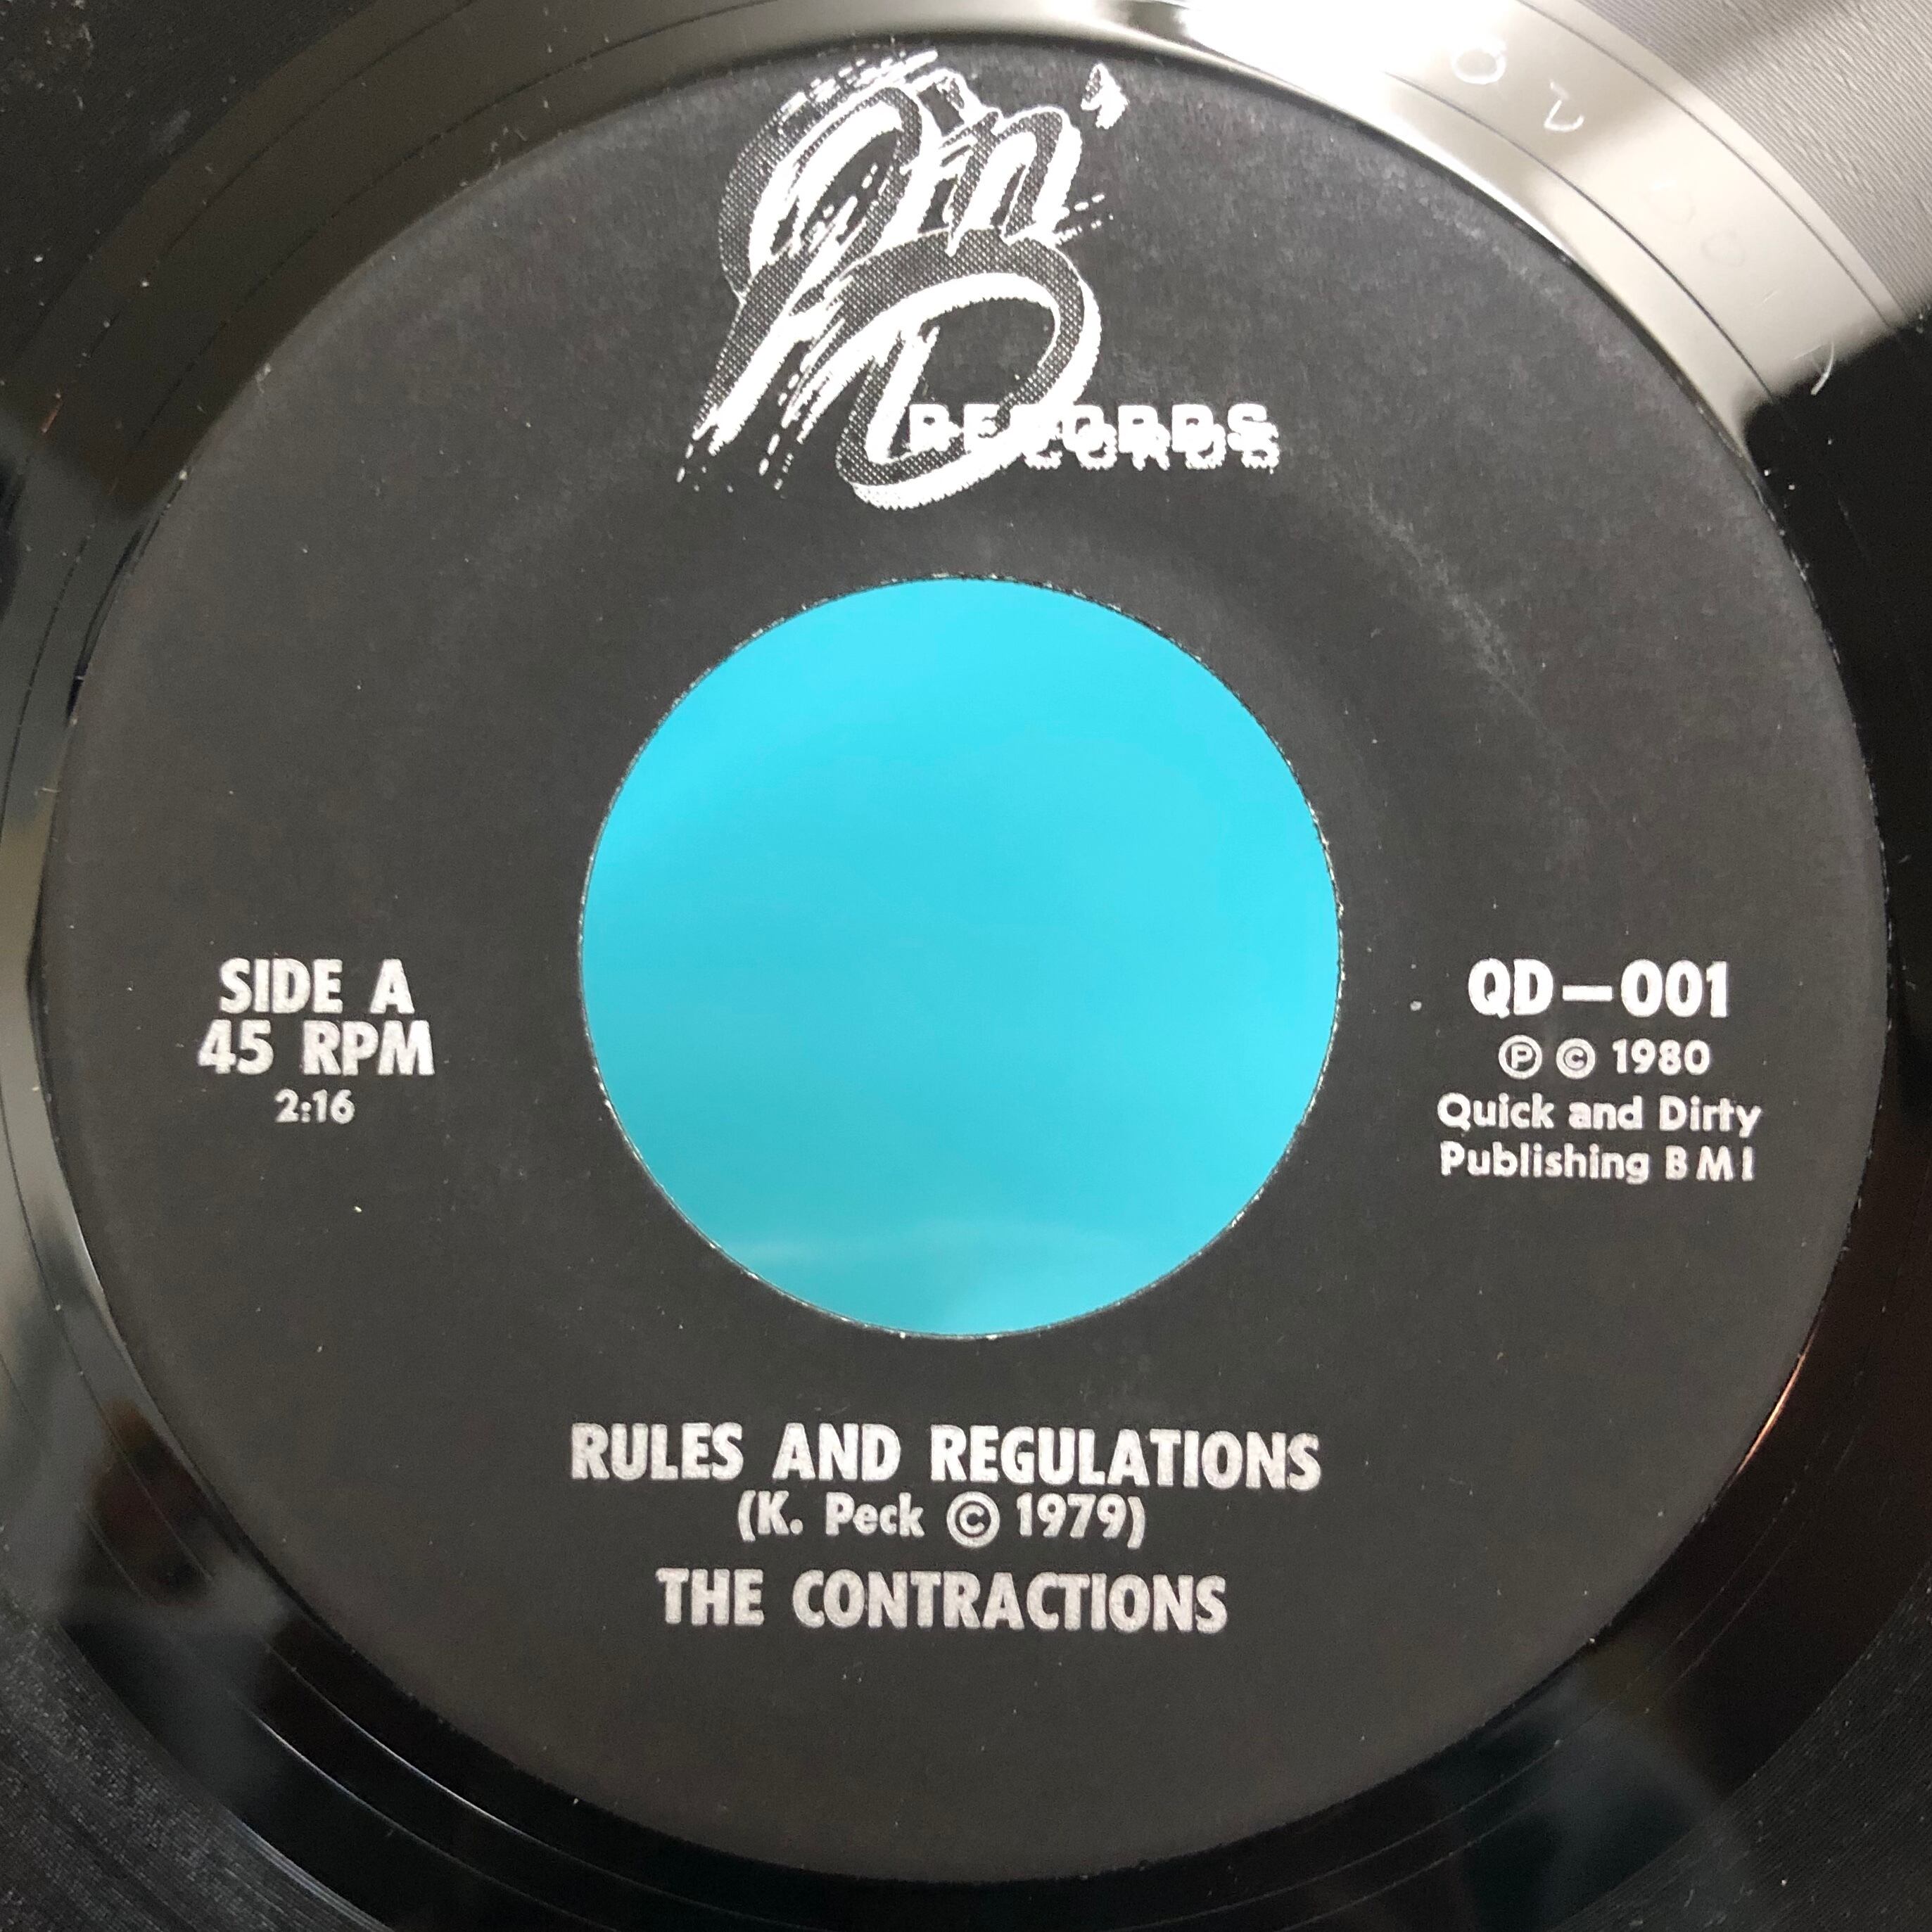 Qn'D
RECORDS
SIDE A
45 RPM
2:16
QD—001
Ⓟ © 1980
Quick and Dirty
Publishing BMI
RULES AND REGULATIONS
(K. Peck © 1979)
THE CONTRACTIONS